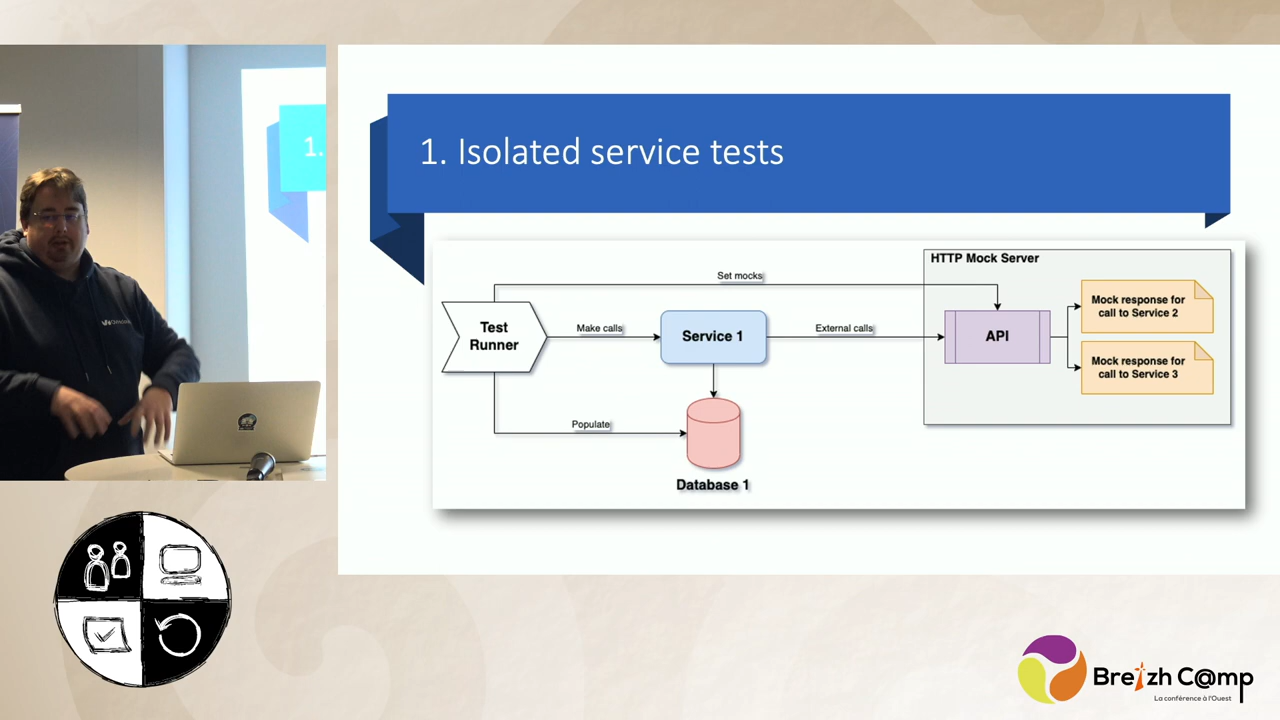 1.
1. Isolated service tests
HTTP Mock Server
Set mocks
Mock response for
call to Service 2
Test
Runner
Make calls
Service 1
External calls
API
Mock response for
call to Service 3
Populate
Database 1
Breizh C@mp
La conférence à l'Ouest